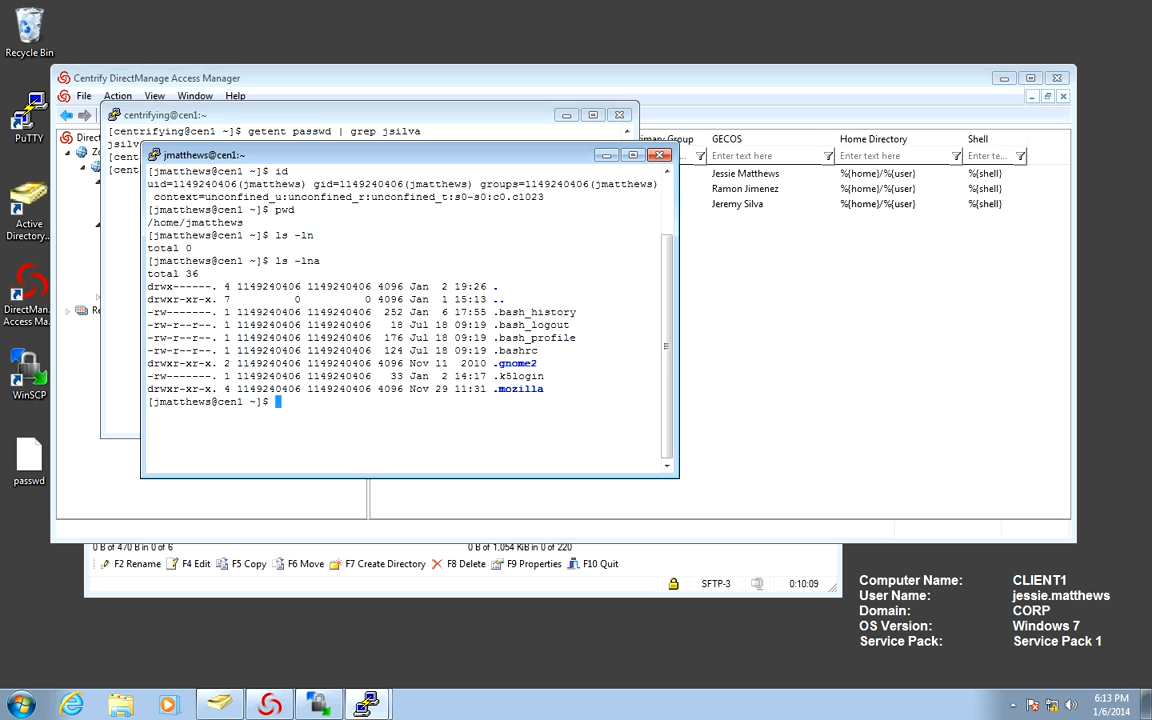 Recycle Bin
PuTTY
Active
Directory...
DirectMan...
Access Ma...
WinSCP
passwd
Centrify DirectManage Access Manager
File Action View Window Help
centrifying@cen1:~
[centrifying@cen1 ~]$ getent passwd | grep jsilva
jsilv
[cent
[cent
Direc
Z
Re
jmatthews@cen1:~
[jmatthews@cen1 ~]$ id
uid=1149240406(jmatthews) gid=1149240406(jmatthews) groups=1149240406(jmatthews)
context=unconfined_u:unconfined_r:unconfined_t:s0-s0:c0.c1023
[jmatthews@cen1 ~]$ pwd
/home/jmatthews
[jmatthews@cen1 ~]$ ls -ln
total 0
[jmatthews@cen1 ~]$ ls -lna
total 36
drwx------. 4 1149240406 1149240406 4096 Jan 2 19:26 .
drwxr-xr-x. 7 0 0 4096 Jan 1 15:13 ..
-rw-------. 1 1149240406 1149240406 252 Jan 6 17:55 .bash_history
-rw-r--r--. 1 1149240406 1149240406 18 Jul 18 09:19 .bash_logout
-rw-r--r--. 1 1149240406 1149240406 176 Jul 18 09:19 .bash_profile
-rw-r--r--. 1 1149240406 1149240406 124 Jul 18 09:19 .bashrc
drwxr-xr-x. 2 1149240406 1149240406 4096 Nov 11 2010 .gnome2
-rw-------. 1 1149240406 1149240406 33 Jan 2 14:17 .k5login
drwxr-xr-x. 4 1149240406 1149240406 4096 Nov 29 11:31 .mozilla
[jmatthews@cen1 ~]$
imary Group GECOS Home Directory Shell
... Enter text here Enter text here Ente...
Jessie Matthews %{home}/%{user} %{shell}
Ramon Jimenez %{home}/%{user} %{shell}
Jeremy Silva %{home}/%{user} %{shell}
0 B of 470 B in 0 of 6 0 B of 1,054 KiB in 0 of 220
F2 Rename F4 Edit F5 Copy F6 Move F7 Create Directory F8 Delete F9 Properties F10 Quit
SFTP-3 0:10:09
Computer Name: CLIENT1
User Name: jessie.matthews
Domain: CORP
OS Version: Windows 7
Service Pack: Service Pack 1
6:13 PM
1/6/2014